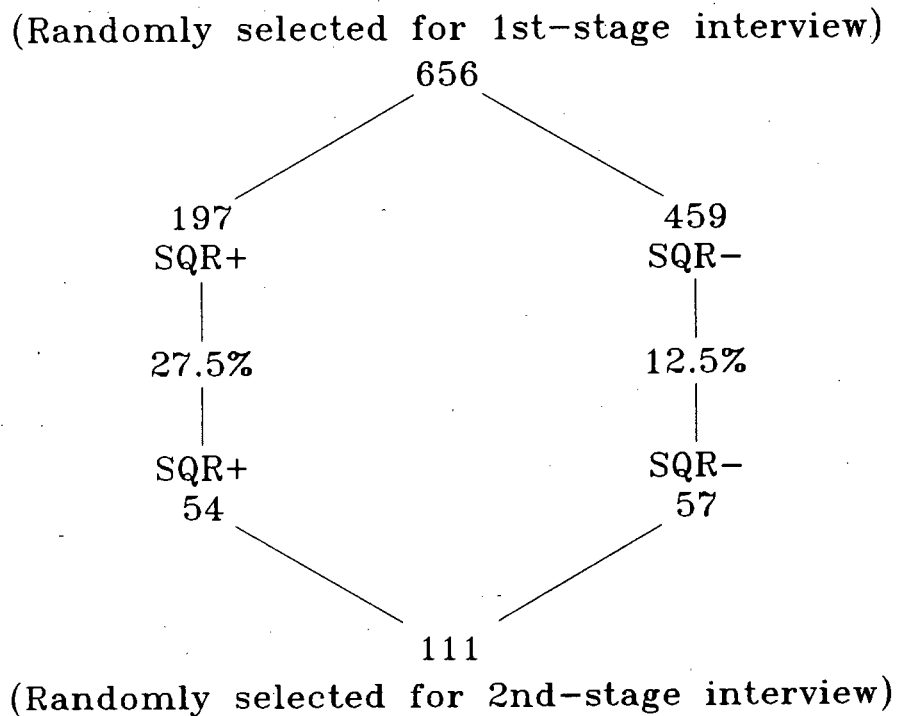 (Randomly selected for 1st-stage interview)
656
197
SQR+
459
SQR-
27.5%
12.5%
SQR+
54
SQR-
57
111
(Randomly selected for 2nd-stage interview)